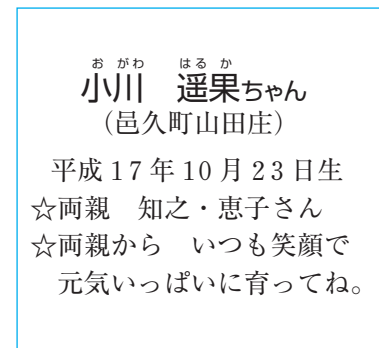 おがわ　はるか
小川　遥果ちゃん
（邑久町山田庄）
平成17年10月23日生
☆両親　知之・恵子さん
☆両親から　いつも笑顔で
元気いっぱいに育ってね。